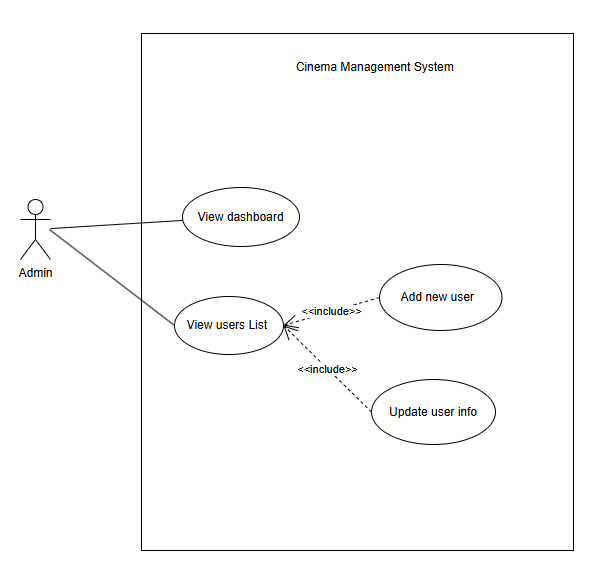 Cinema Management System
View dashboard
Admin
Add new user
<<include>>
View users List
<<include>>
Update user info